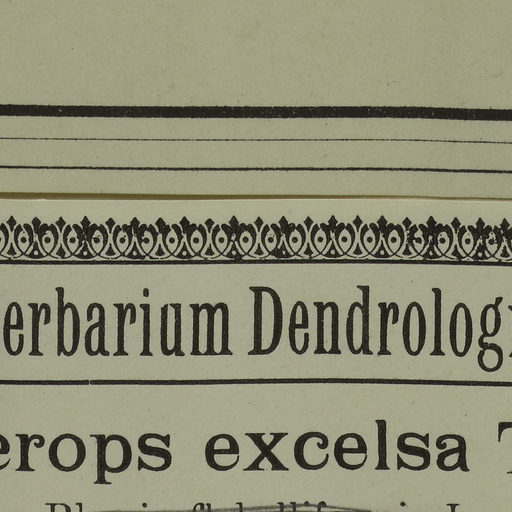 erbarium Dendrolog
erops excelsa T